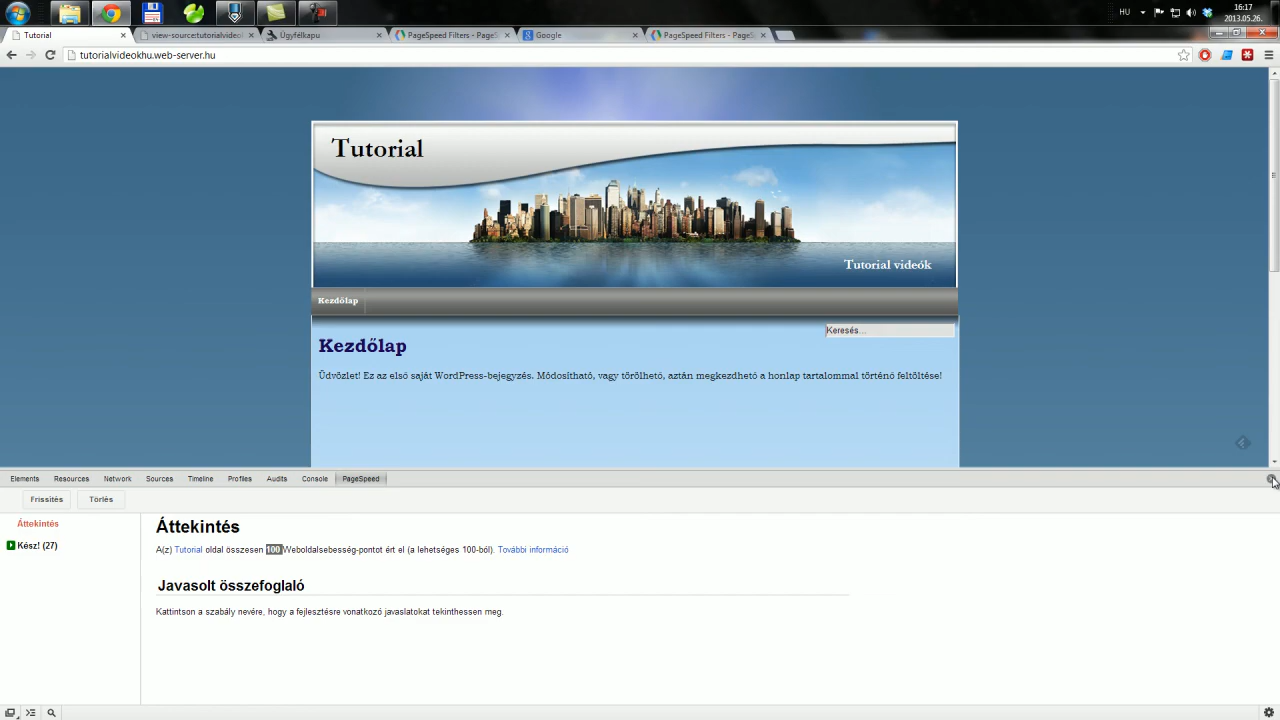 HU
16:17
2013.05.26.
Tutorial
view-source:tutorialvideol
Ügyfélkapu
PageSpeed Filters - PageS
Google
PageSpeed Filters - PageS
tutorialvideokhu.web-server.hu
Tutorial
Tutorial videók
Kezdőlap
Keresés...
Kezdőlap
Üdvözlet! Ez az első saját WordPress-bejegyzés. Módosítható, vagy törölhető, aztán megkezdhető a honlap tartalommal történő feltöltése!
Elements Resources Network Sources Timeline Profiles Audits Console PageSpeed
Frissítés Törlés
Áttekintés
Kész! (27)
Áttekintés
A(z) Tutorial oldal összesen 100 Weboldalsebesség-pontot ért el (a lehetséges 100-ból). További információ
Javasolt összefoglaló
Kattintson a szabály nevére, hogy a fejlesztésre vonatkozó javaslatokat tekinthessen meg.